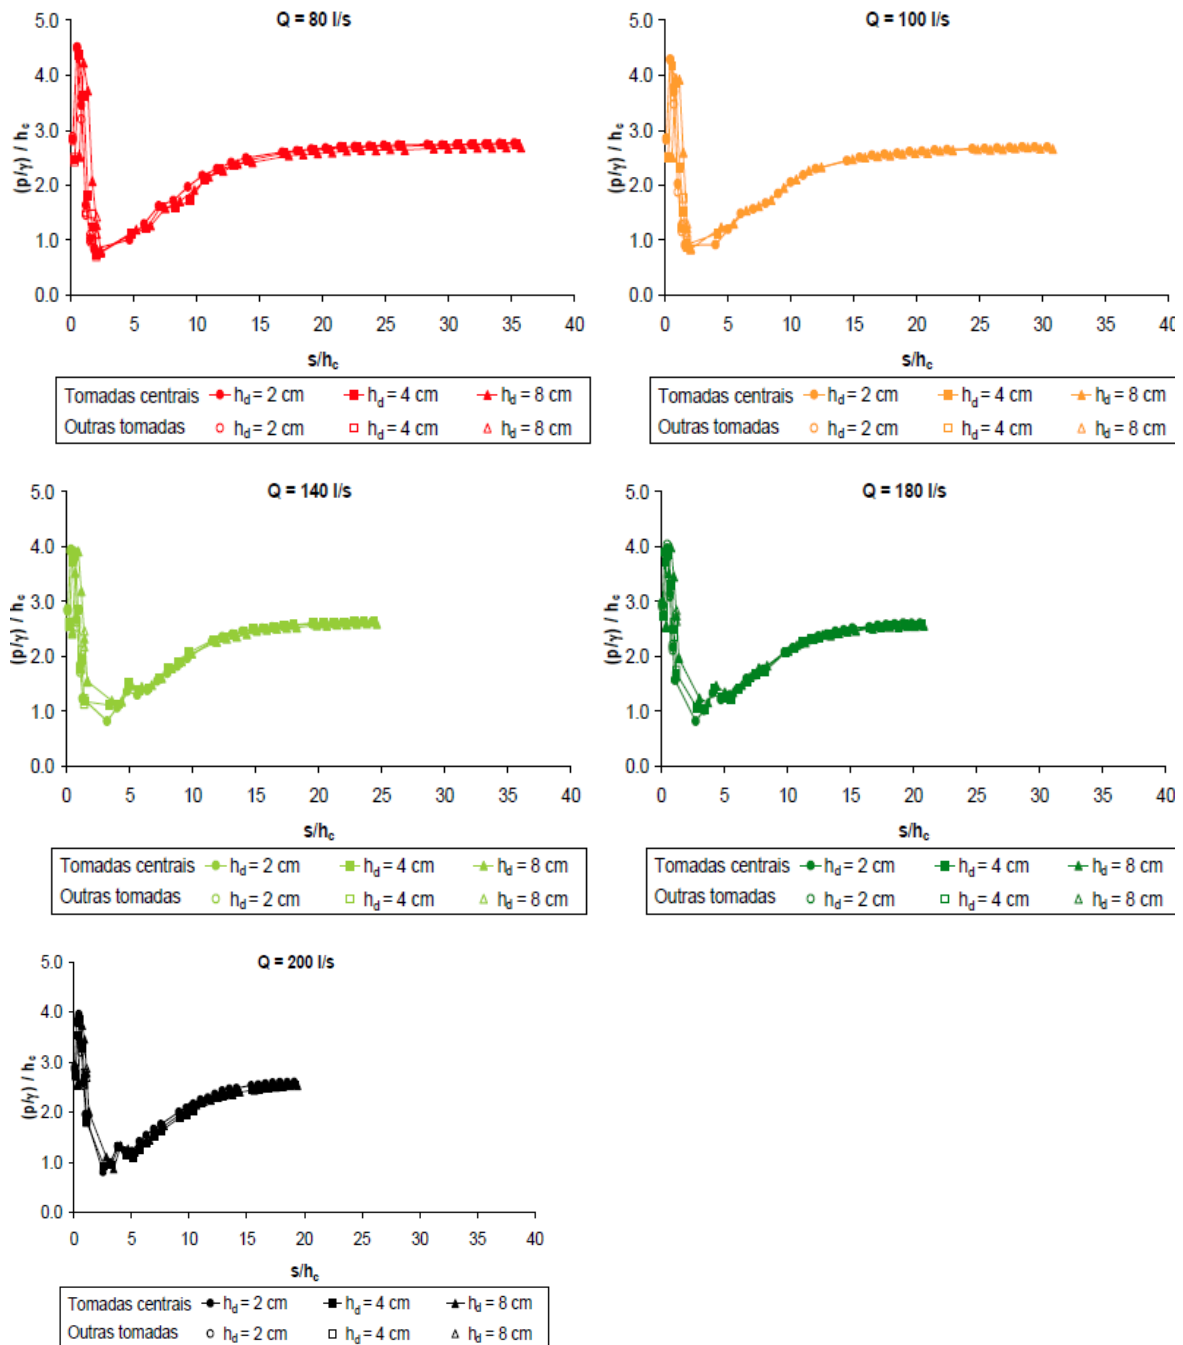 Q = 80 l/s
(p/γ) / hc
5.0
4.0
3.0
2.0
1.0
0.0
0 5 10 15 20 25 30 35 40
s/hc
Tomadas centrais hd = 2 cm hd = 4 cm hd = 8 cm
Outras tomadas hd = 2 cm hd = 4 cm hd = 8 cm
Q = 100 l/s
(p/γ) / hc
5.0
4.0
3.0
2.0
1.0
0.0
0 5 10 15 20 25 30 35 40
s/hc
Tomadas centrais hd = 2 cm hd = 4 cm hd = 8 cm
Outras tomadas hd = 2 cm hd = 4 cm hd = 8 cm
Q = 140 l/s
(p/γ) / hc
5.0
4.0
3.0
2.0
1.0
0.0
0 5 10 15 20 25 30 35 40
s/hc
Tomadas centrais hd = 2 cm hd = 4 cm hd = 8 cm
Outras tomadas hd = 2 cm hd = 4 cm hd = 8 cm
Q = 180 l/s
(p/γ) / hc
5.0
4.0
3.0
2.0
1.0
0.0
0 5 10 15 20 25 30 35 40
s/hc
Tomadas centrais hd = 2 cm hd = 4 cm hd = 8 cm
Outras tomadas hd = 2 cm hd = 4 cm hd = 8 cm
Q = 200 l/s
(p/γ) / hc
5.0
4.0
3.0
2.0
1.0
0.0
0 5 10 15 20 25 30 35 40
s/hc
Tomadas centrais hd = 2 cm hd = 4 cm hd = 8 cm
Outras tomadas hd = 2 cm hd = 4 cm hd = 8 cm